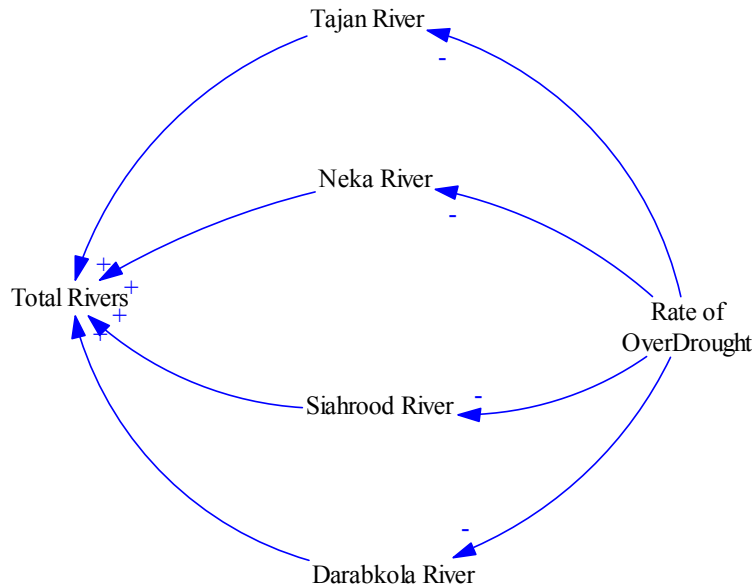 Tajan River
-
Neka River
-
+
+
Total Rivers
+
+
Rate of
OverDrought
-
Siahrood River
-
Darabkola River